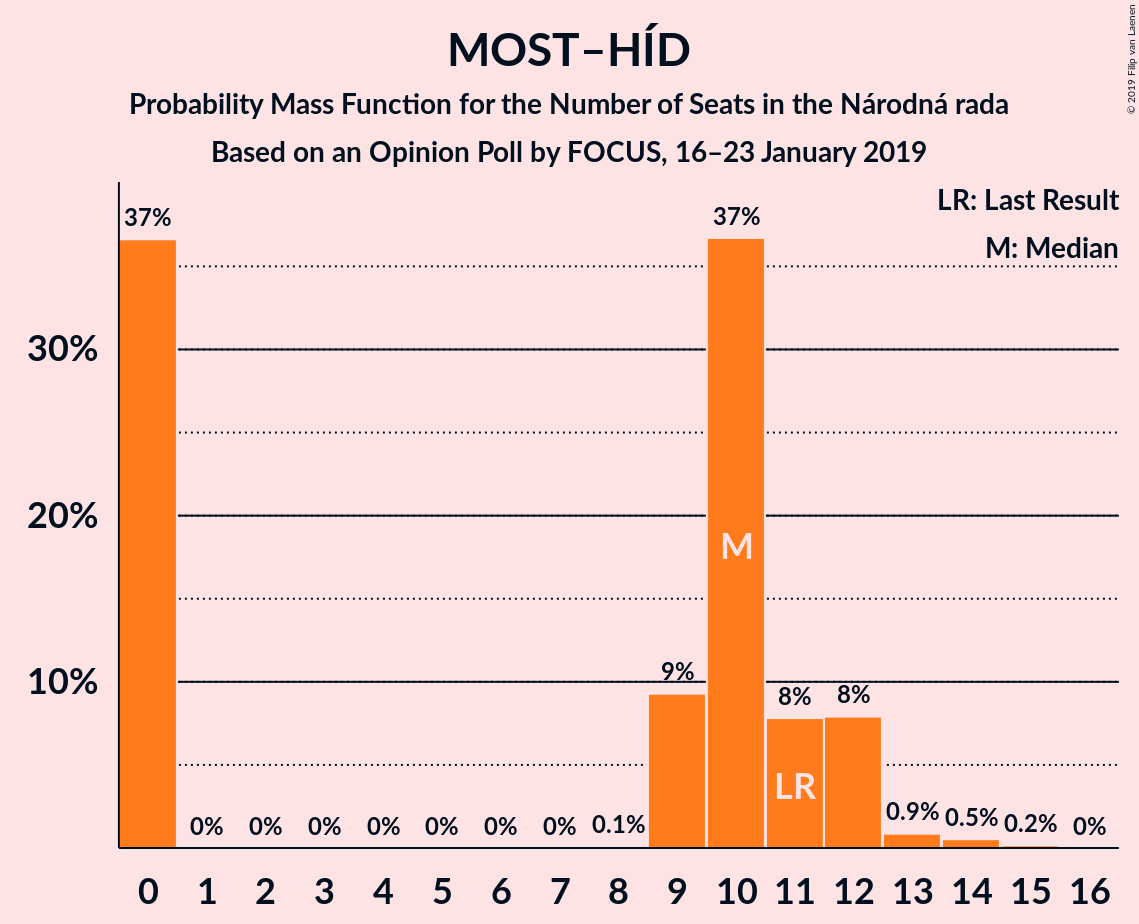 MOST–HÍD
Probability Mass Function for the Number of Seats in the Národná rada
Based on an Opinion Poll by FOCUS, 16–23 January 2019
© 2019 Filip van Laenen
LR: Last Result
M: Median
37% 0% 0% 0% 0% 0% 0% 0% 0.1% 9% 37% 8% 8% 0.9% 0.5% 0.2% 0%
30%
20%
10%
M
LR
0 1 2 3 4 5 6 7 8 9 10 11 12 13 14 15 16